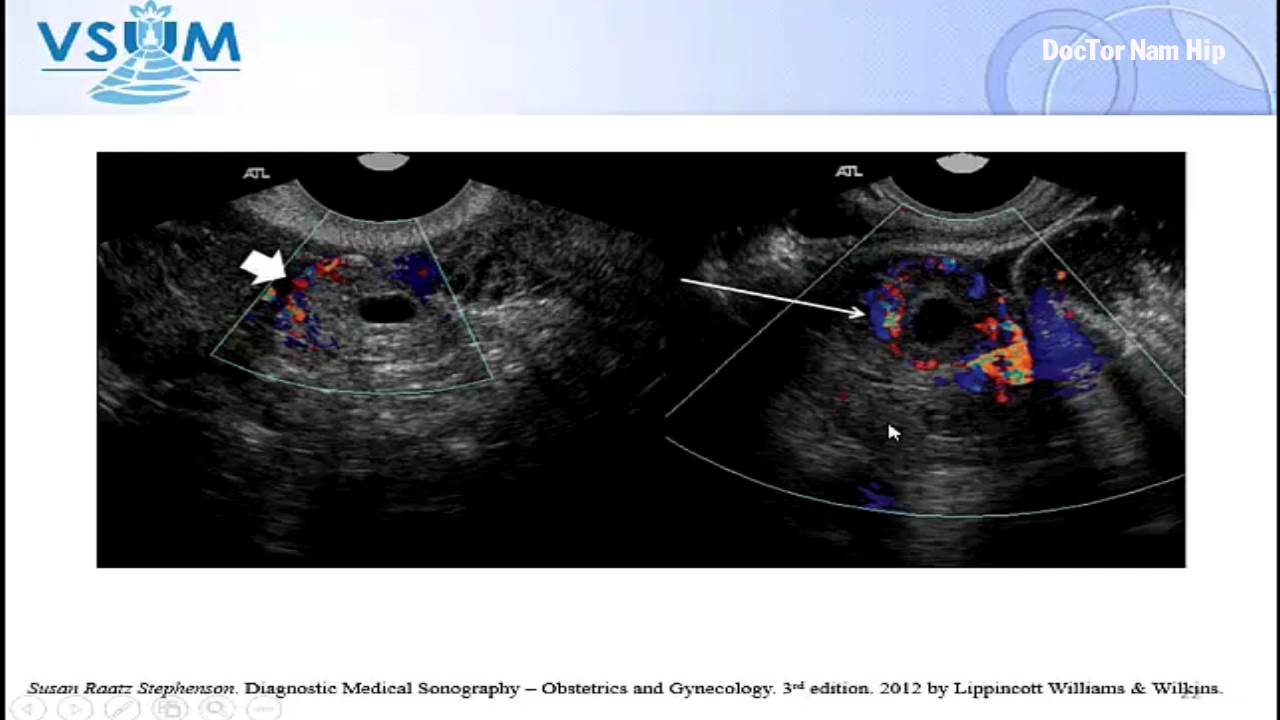 VSUM
DocTor Nam Hip
ATL
ATL
Susan Raatz Stephenson. Diagnostic Medical Sonography – Obstetrics and Gynecology. 3rd edition. 2012 by Lippincott Williams & Wilkins.